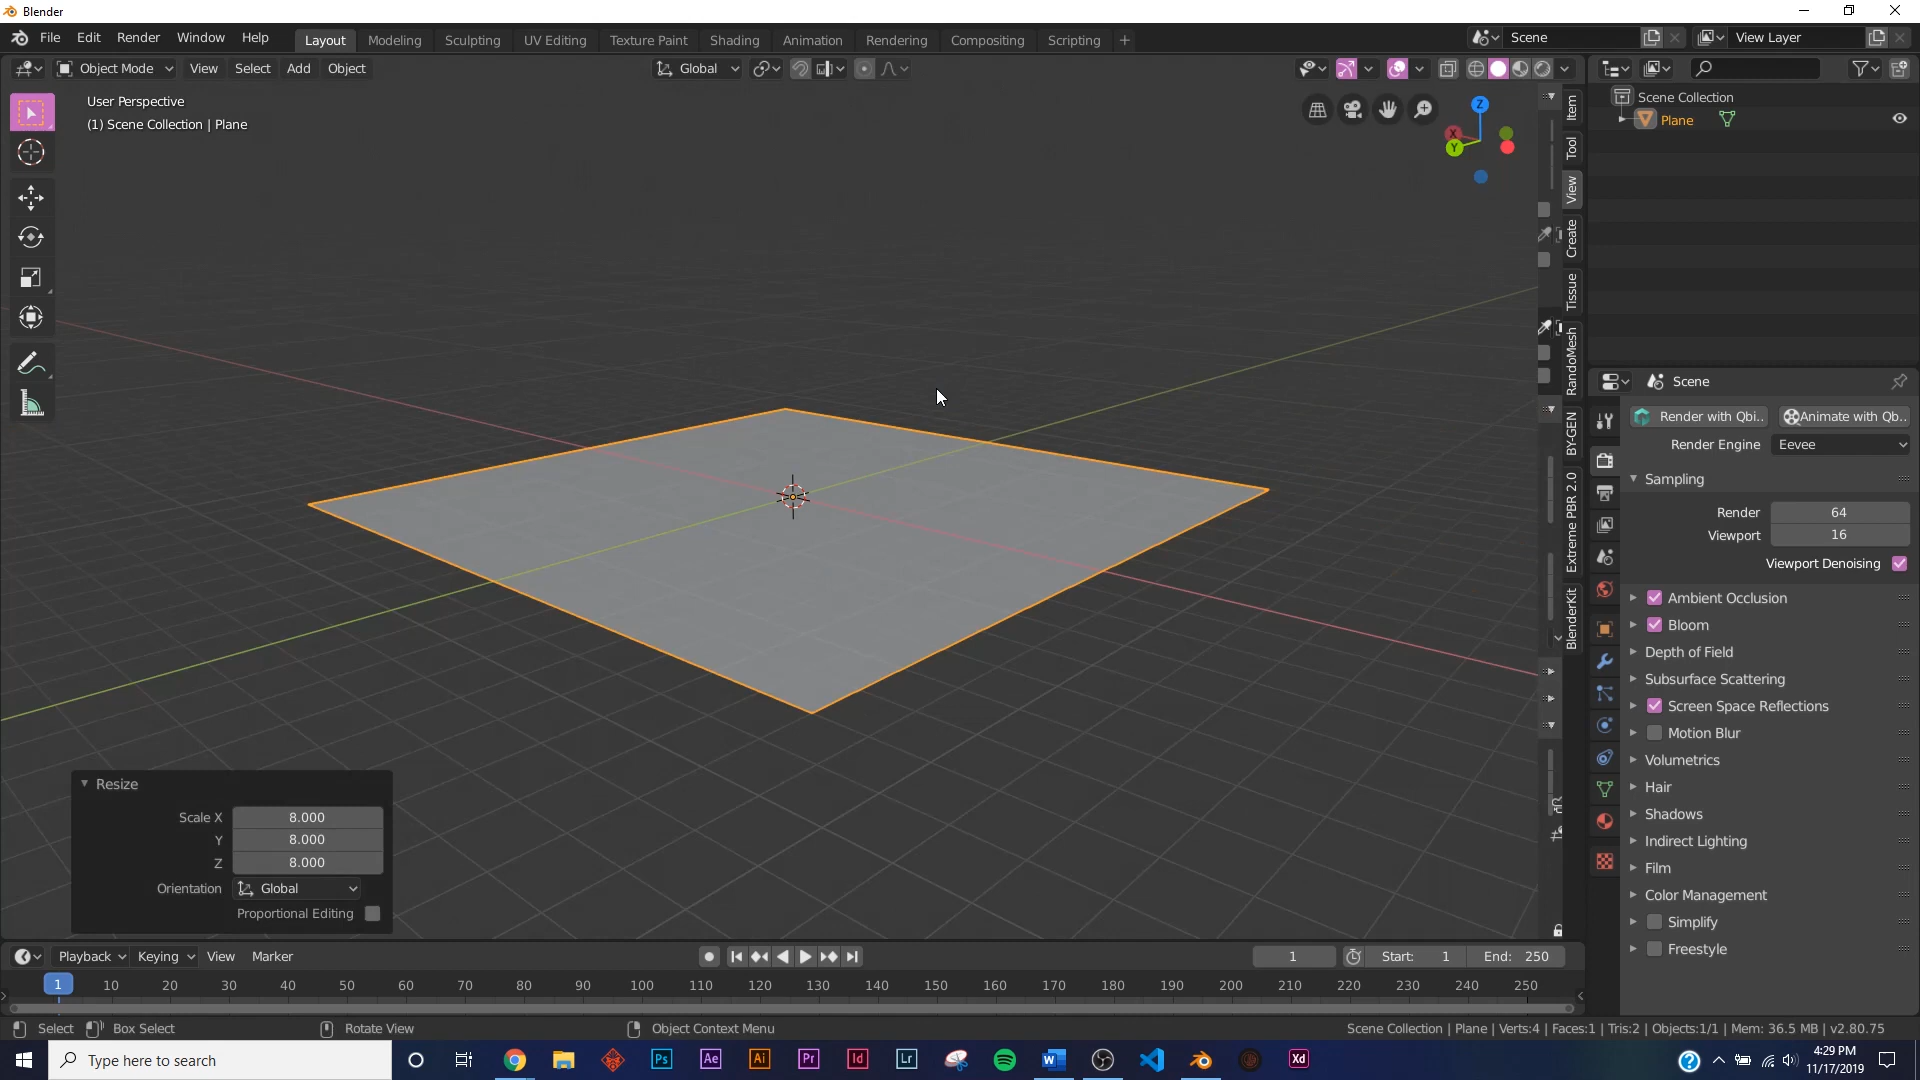 Blender
File Edit Render Window Help Layout Modeling Sculpting UV Editing Texture Paint Shading Animation Rendering Compositing Scripting + Scene View Layer
Object Mode View Select Add Object Global
User Perspective
(1) Scene Collection | Plane
Z
X
Y
Item
Tool
View
Create
Tissue
RandoMesh
BY-GEN
Extreme PBR 2.0
BlenderKit
Scene Collection
Plane
Scene
Render with Qbi.. Animate with Qb..
Render Engine Eevee
Sampling
Render 64
Viewport 16
Viewport Denoising
Ambient Occlusion
Bloom
Depth of Field
Subsurface Scattering
Screen Space Reflections
Motion Blur
Volumetrics
Hair
Shadows
Indirect Lighting
Film
Color Management
Simplify
Freestyle
Resize
Scale X 8.000
Y 8.000
Z 8.000
Orientation Global
Proportional Editing
Playback Keying View Marker 1 Start: 1 End: 250
1 10 20 30 40 50 60 70 80 90 100 110 120 130 140 150 160 170 180 190 200 210 220 230 240 250
Select Box Select Rotate View Object Context Menu Scene Collection | Plane | Verts:4 | Faces:1 | Tris:2 | Objects:1/1 | Mem: 36.5 MB | v2.80.75
Type here to search Ps Ae Ai Pr Id Lr W Xd ?
4:29 PM
11/17/2019